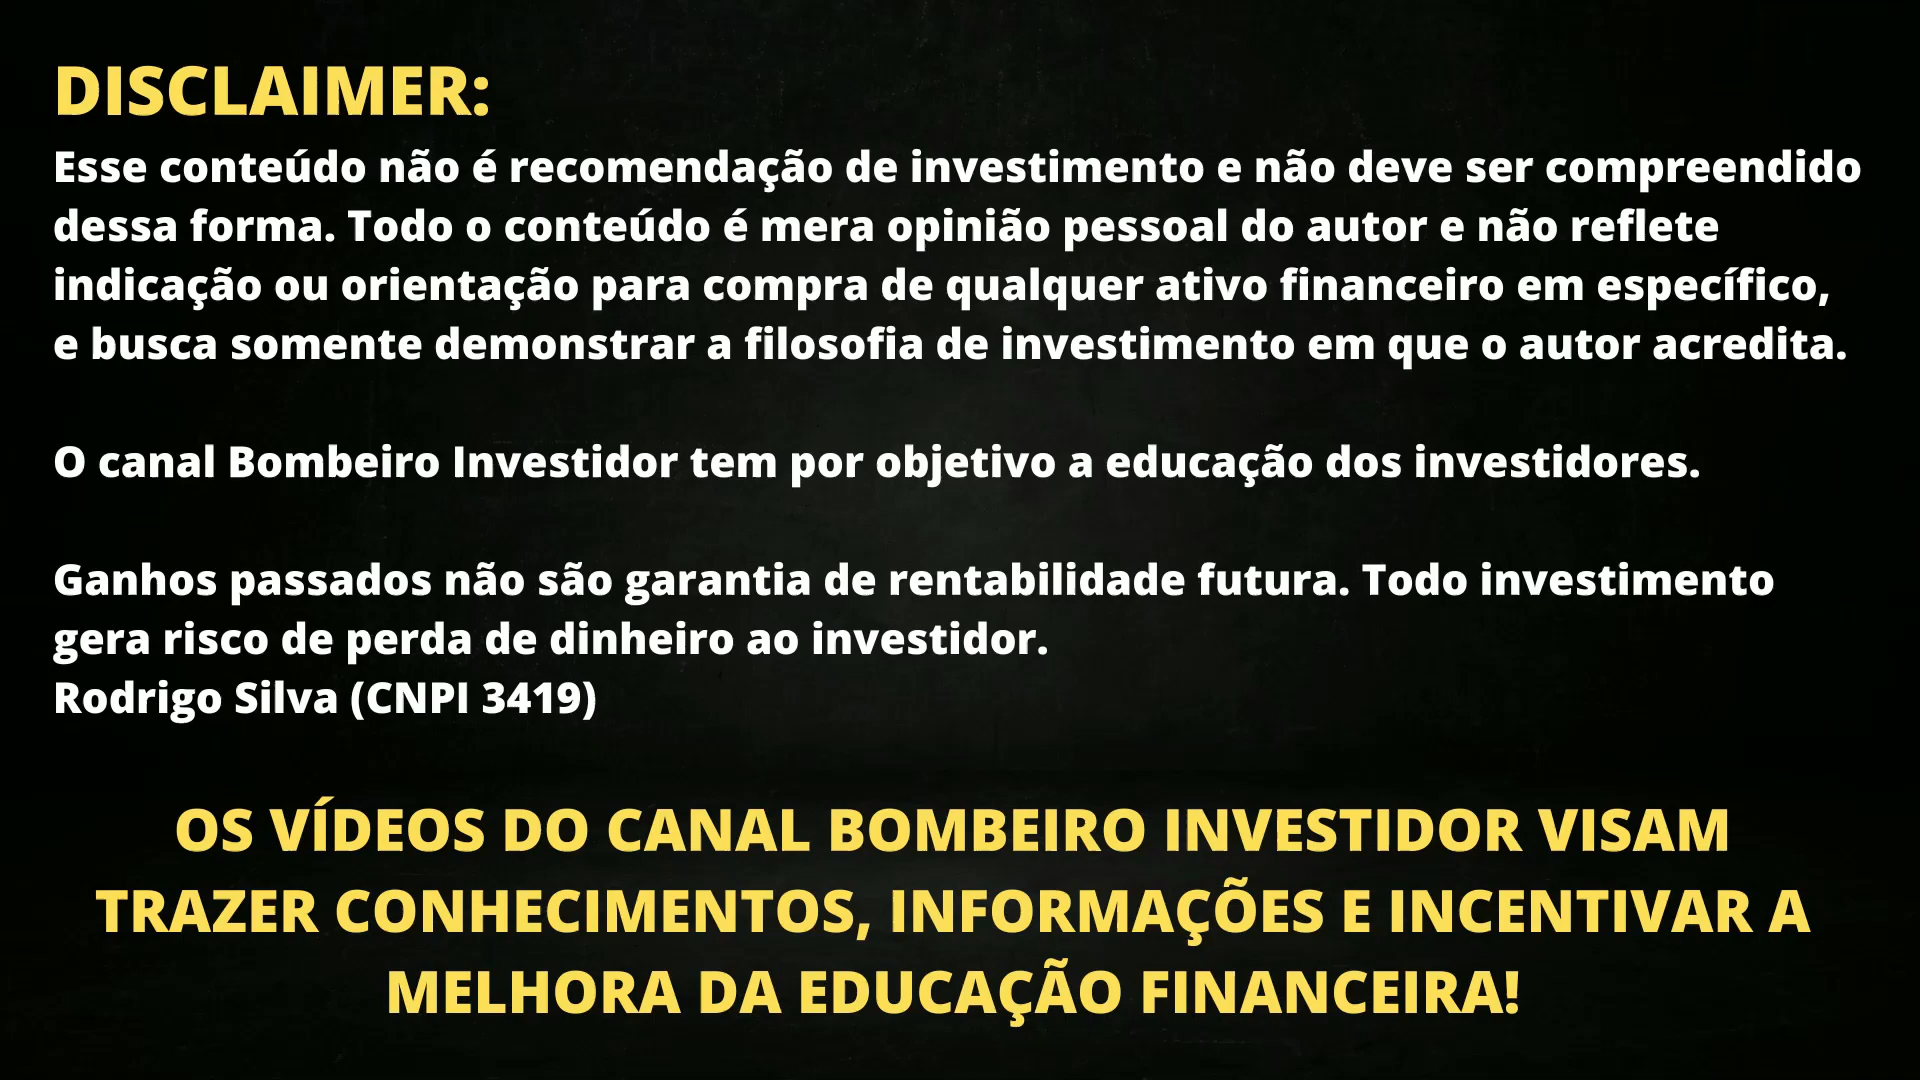 DISCLAIMER:
Esse conteúdo não é recomendação de investimento e não deve ser compreendido
dessa forma. Todo o conteúdo é mera opinião pessoal do autor e não reflete
indicação ou orientação para compra de qualquer ativo financeiro em específico,
e busca somente demonstrar a filosofia de investimento em que o autor acredita.
O canal Bombeiro Investidor tem por objetivo a educação dos investidores.
Ganhos passados não são garantia de rentabilidade futura. Todo investimento
gera risco de perda de dinheiro ao investidor.
Rodrigo Silva (CNPI 3419)
OS VÍDEOS DO CANAL BOMBEIRO INVESTIDOR VISAM
TRAZER CONHECIMENTOS, INFORMAÇÕES E INCENTIVAR A
MELHORA DA EDUCAÇÃO FINANCEIRA!